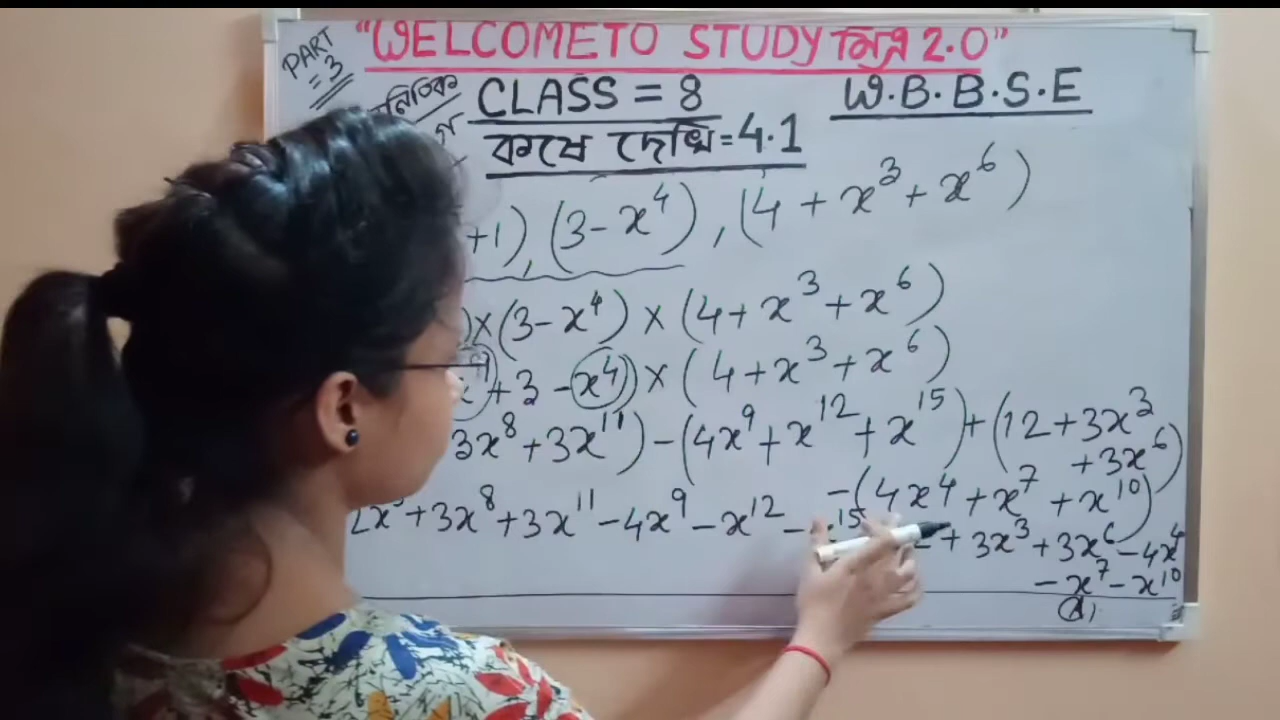 PART
= 3
"WELCOME TO STUDY মিত্র 2.0"
CLASS = 8
W.B.B.S.E
কষে দেখি = 4.1
+1), (3 - x⁴), (4 + x³ + x⁶)
) × (3 - x⁴) × (4 + x³ + x⁶)
+ 3 - x⁴) × (4 + x³ + x⁶)
3x⁸ + 3x¹¹) - (4x⁹ + x¹² + x¹⁵) + (12 + 3x³
+ 3x⁶)
- (4x⁴ + x⁷ + x¹⁰)
+ 3x⁸ + 3x¹¹ - 4x⁹ - x¹² -
+ 3x³ + 3x⁶ - 4x⁴
- x⁷ - x¹⁰